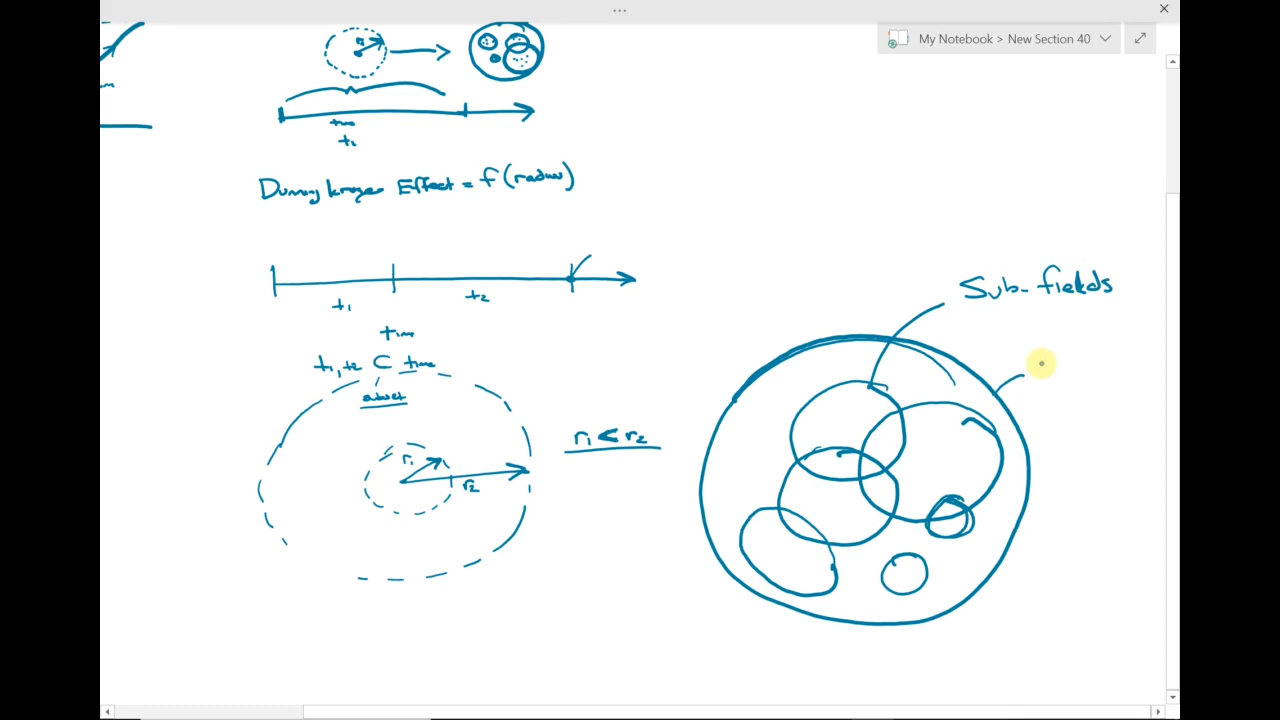 My Notebook > New Section 40
time
t₁
Dunning kruger Effect = f(radius)
Sub-fields
t₁
t₂
time
t₁, t₂ ⊂ time
subset
r₁ < r₂
r₁
r₂